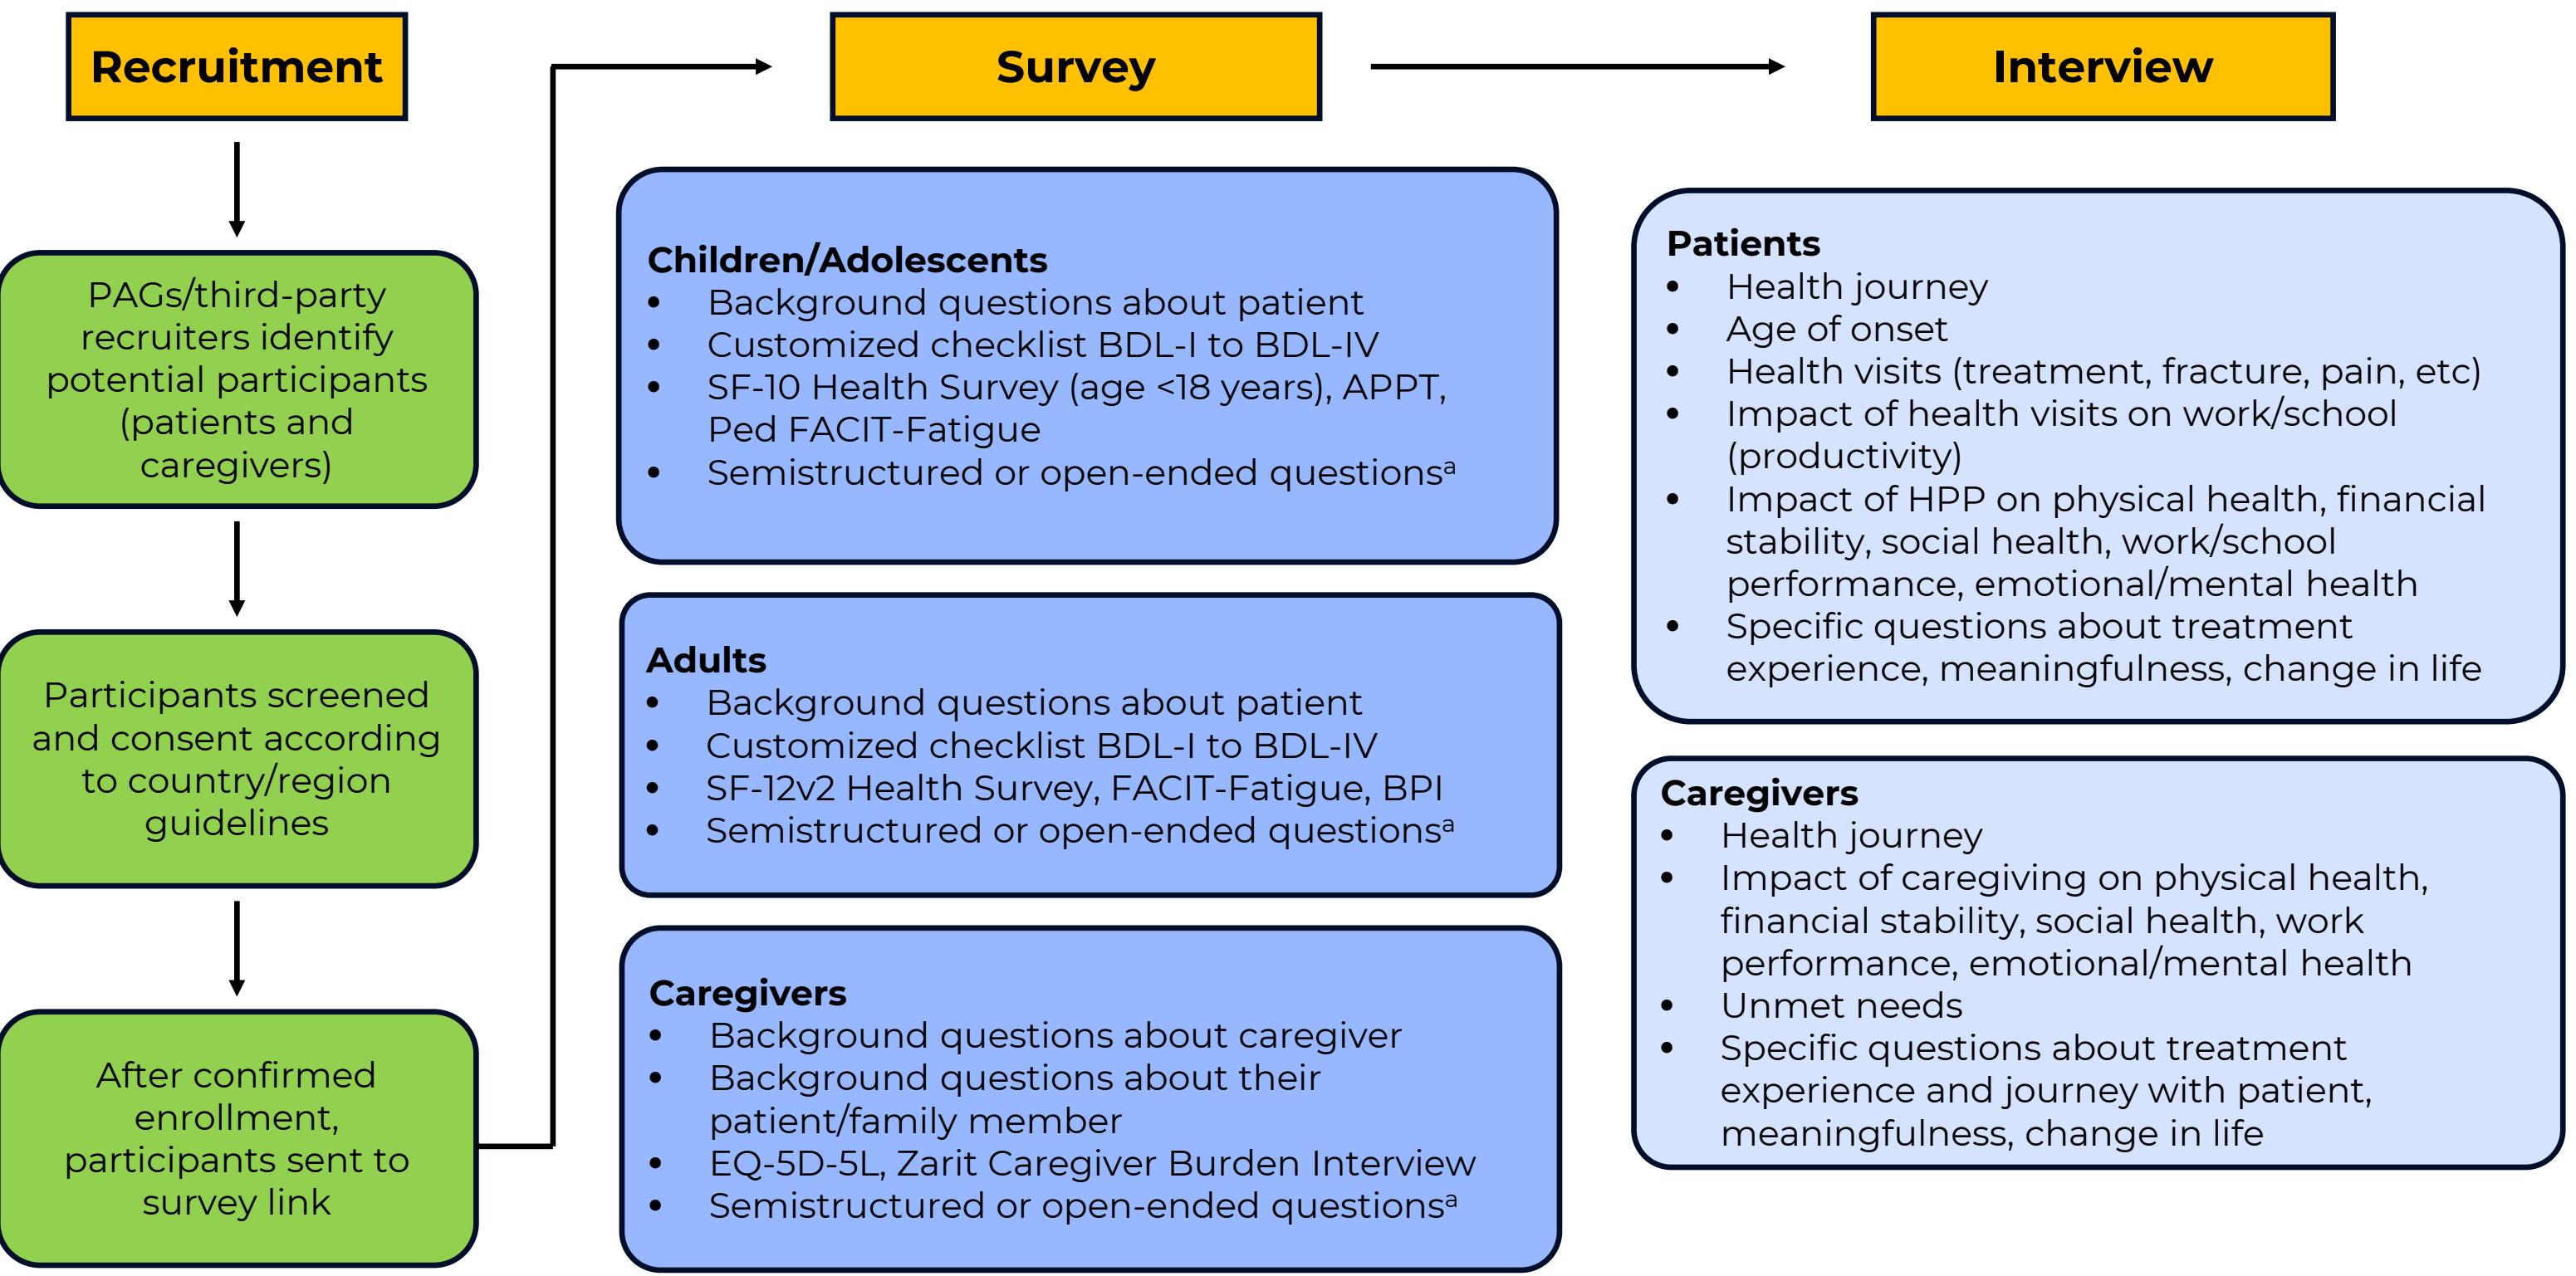 Recruitment
PAGs/third-party
recruiters identify
potential participants
(patients and
caregivers)
Participants screened
and consent according
to country/region
guidelines
After confirmed
enrollment,
participants sent to
survey link
Survey
Children/Adolescents
• Background questions about patient
• Customized checklist BDL-I to BDL-IV
• SF-10 Health Survey (age <18 years), APPT,
Ped FACIT-Fatigue
• Semistructured or open-ended questionsᵃ
Adults
• Background questions about patient
• Customized checklist BDL-I to BDL-IV
• SF-12v2 Health Survey, FACIT-Fatigue, BPI
• Semistructured or open-ended questionsᵃ
Caregivers
• Background questions about caregiver
• Background questions about their
patient/family member
• EQ-5D-5L, Zarit Caregiver Burden Interview
• Semistructured or open-ended questionsᵃ
Interview
Patients
• Health journey
• Age of onset
• Health visits (treatment, fracture, pain, etc)
• Impact of health visits on work/school
(productivity)
• Impact of HPP on physical health, financial
stability, social health, work/school
performance, emotional/mental health
• Specific questions about treatment
experience, meaningfulness, change in life
Caregivers
• Health journey
• Impact of caregiving on physical health,
financial stability, social health, work
performance, emotional/mental health
• Unmet needs
• Specific questions about treatment
experience and journey with patient,
meaningfulness, change in life